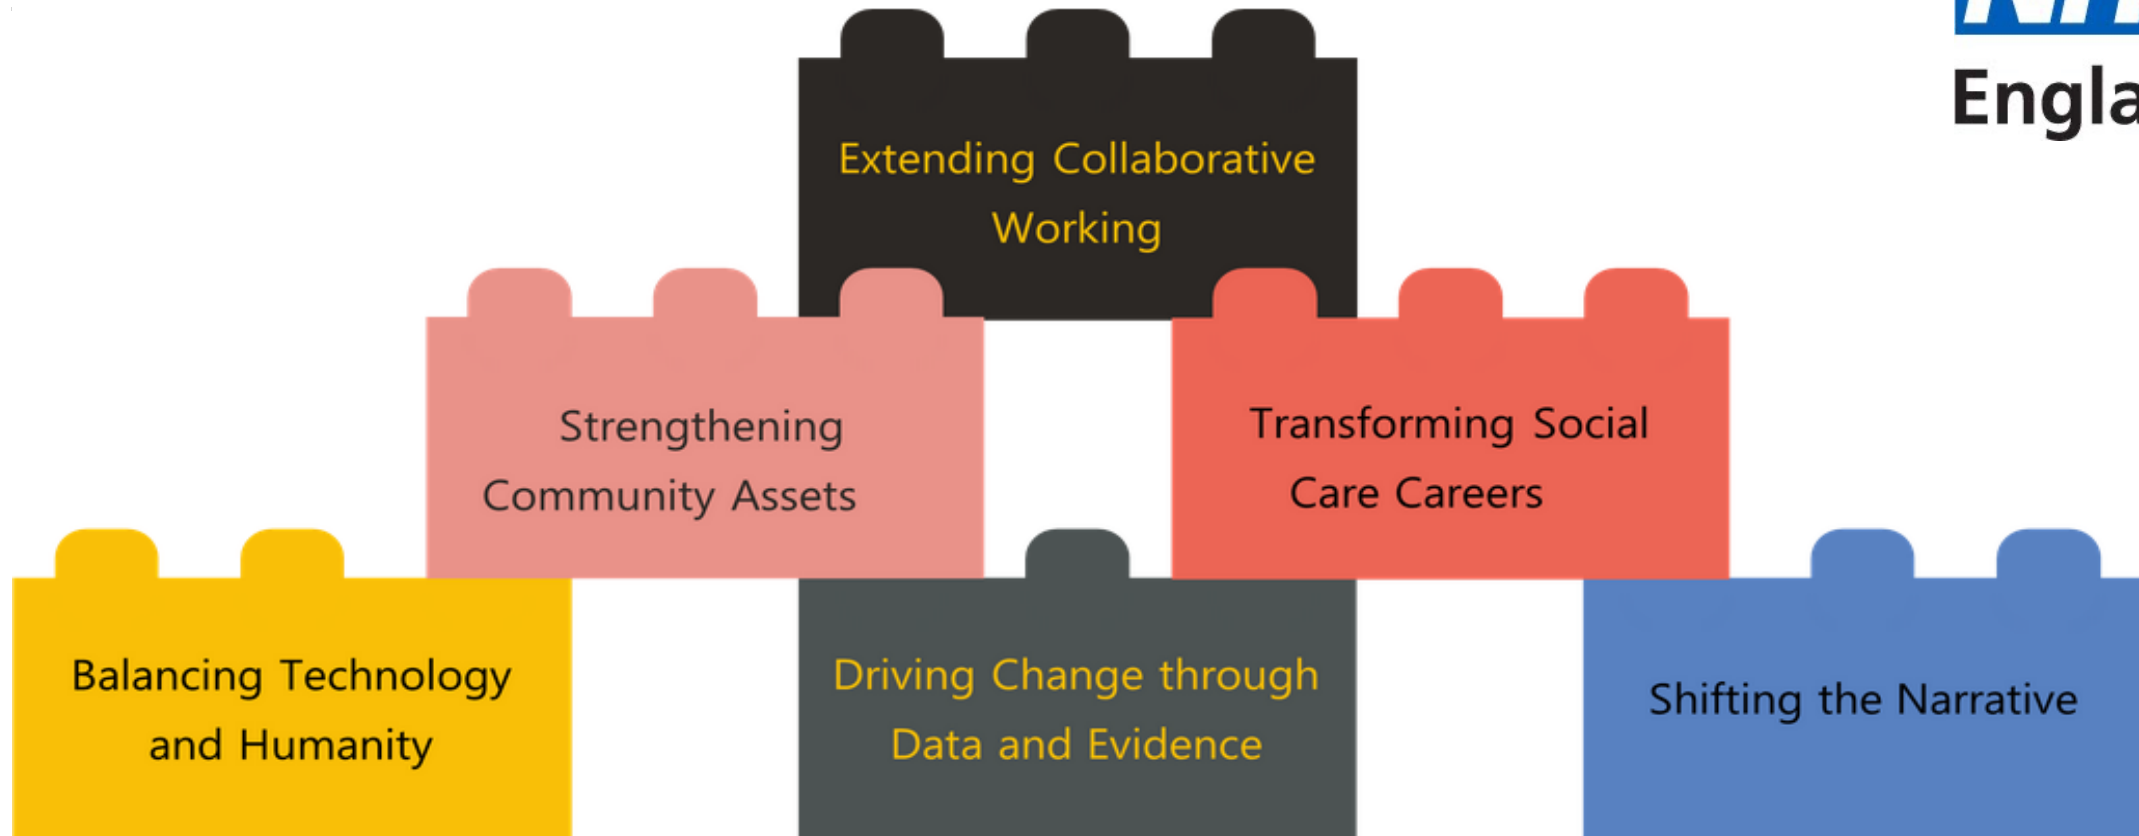 Engla
Extending Collaborative
Working
Strengthening
Community Assets
Transforming Social
Care Careers
Balancing Technology
and Humanity
Driving Change through
Data and Evidence
Shifting the Narrative